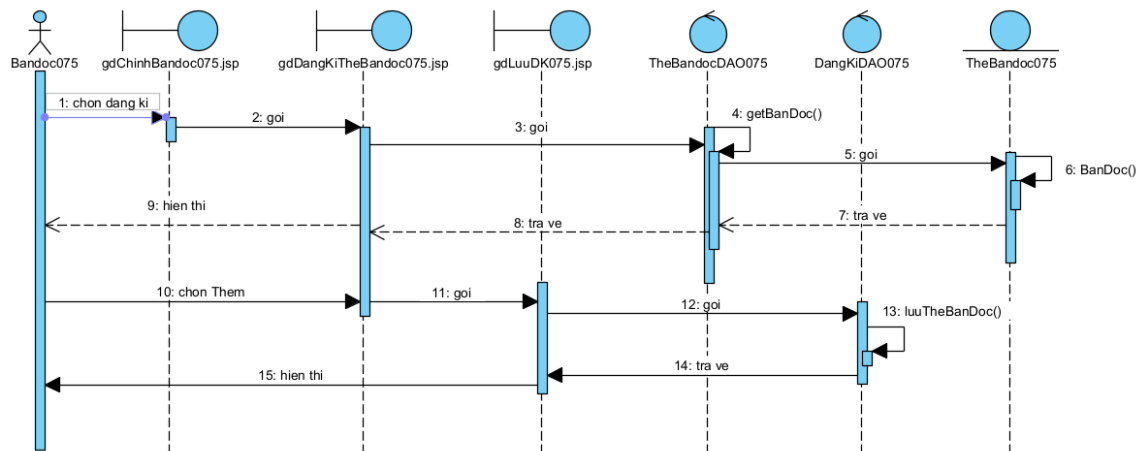 Bandoc075
gdChinhBandoc075.jsp
gdDangKiTheBandoc075.jsp
gdLuuDK075.jsp
TheBandocDAO075
DangKiDAO075
TheBandoc075
1: chon dang ki
2: goi
3: goi
4: getBanDoc()
5: goi
6: BanDoc()
7: tra ve
8: tra ve
9: hien thi
10: chon Them
11: goi
12: goi
13: luuTheBanDoc()
14: tra ve
15: hien thi